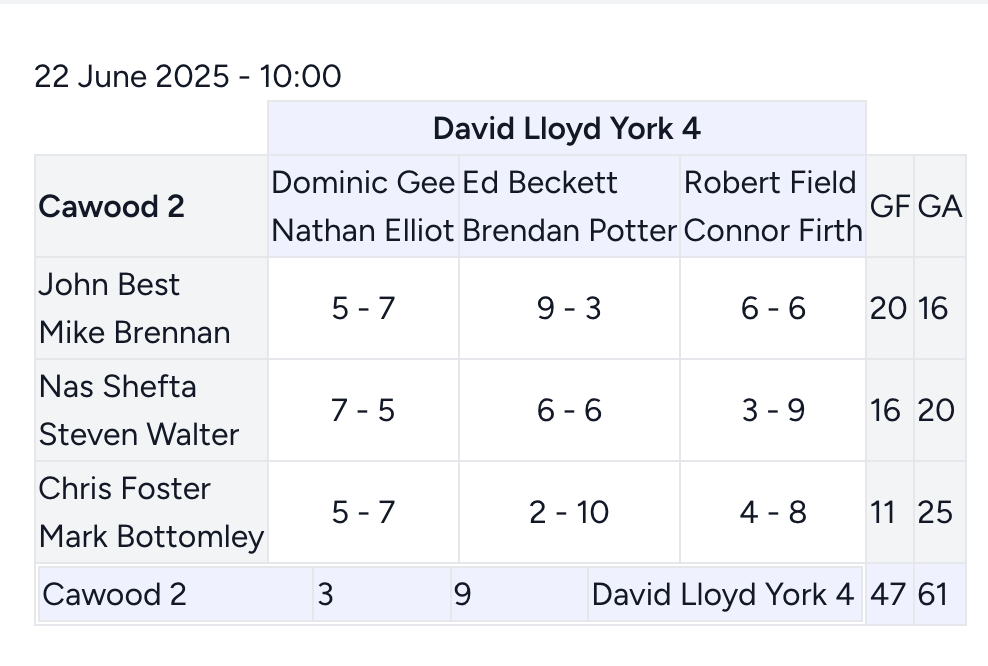 22 June 2025 - 10:00
David Lloyd York 4
Cawood 2
Dominic Gee
Nathan Elliot
Ed Beckett
Brendan Potter
Robert Field
Connor Firth
GF
GA
John Best
Mike Brennan
5 - 7
9 - 3
6 - 6
20
16
Nas Shefta
Steven Walter
7 - 5
6 - 6
3 - 9
16
20
Chris Foster
Mark Bottomley
5 - 7
2 - 10
4 - 8
11
25
Cawood 2
3
9
David Lloyd York 4
47
61